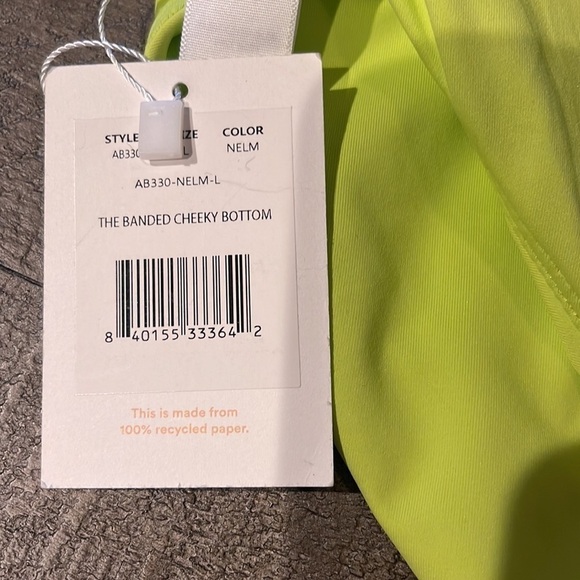 STYLE COLOR
AB330 L NELM
AB330-NELM-L
THE BANDED CHEEKY BOTTOM
8 40155 33364 2
This is made from
100% recycled paper.